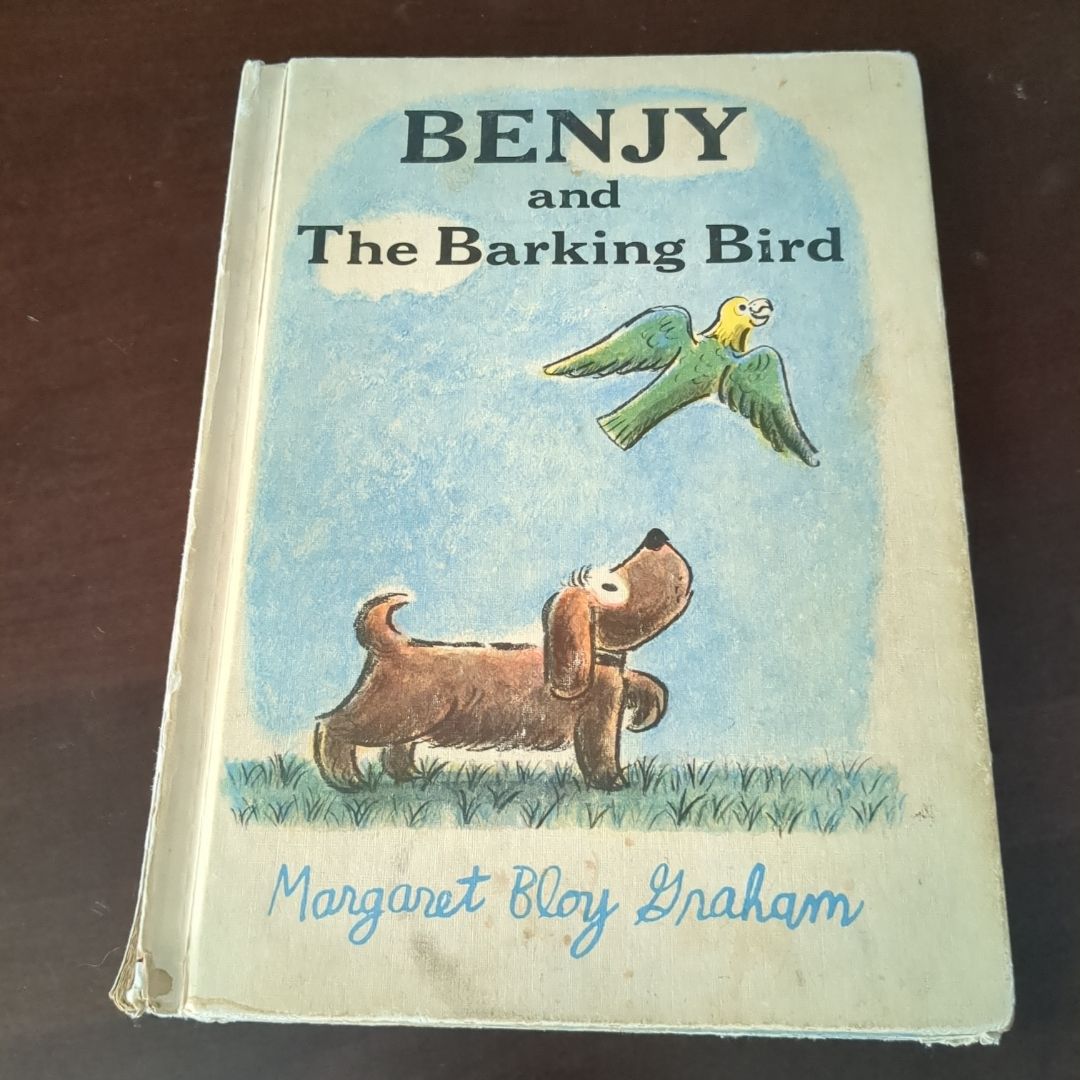 BENJY
and
The Barking Bird
Margaret Bloy Graham